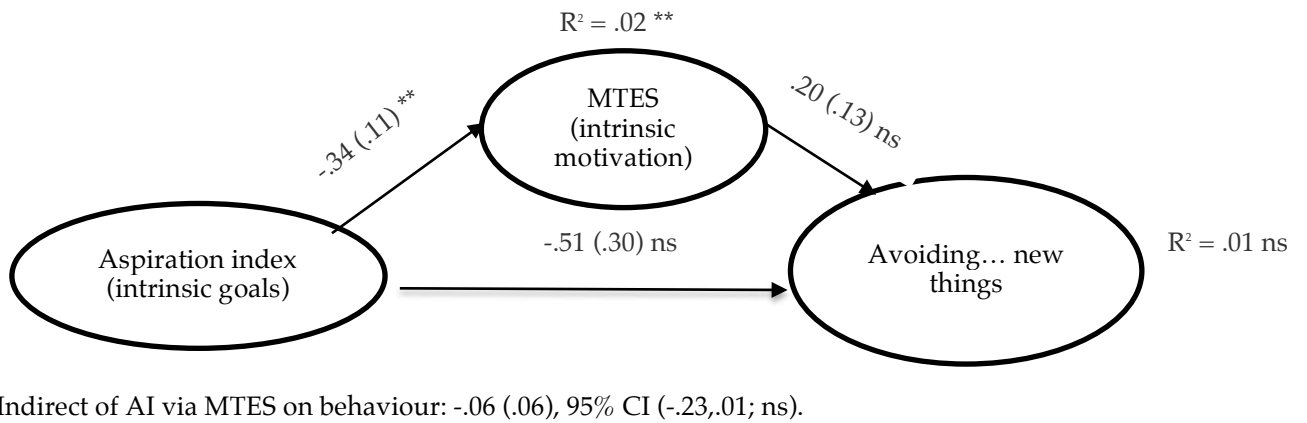 R² = .02 **
MTES
(intrinsic
motivation)
-.34 (.11) **
.20 (.13) ns
Aspiration index
(intrinsic goals)
-.51 (.30) ns
Avoiding… new
things
R² = .01 ns
Indirect of AI via MTES on behaviour: -.06 (.06), 95% CI (-.23,.01; ns).